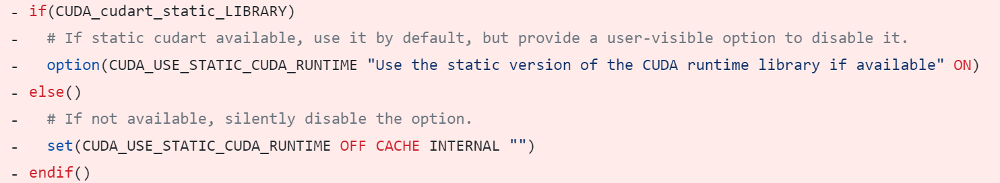 - if(CUDA_cudart_static_LIBRARY)
-   # If static cudart available, use it by default, but provide a user-visible option to disable it.
-   option(CUDA_USE_STATIC_CUDA_RUNTIME "Use the static version of the CUDA runtime library if available" ON)
- else()
-   # If not available, silently disable the option.
-   set(CUDA_USE_STATIC_CUDA_RUNTIME OFF CACHE INTERNAL "")
- endif()